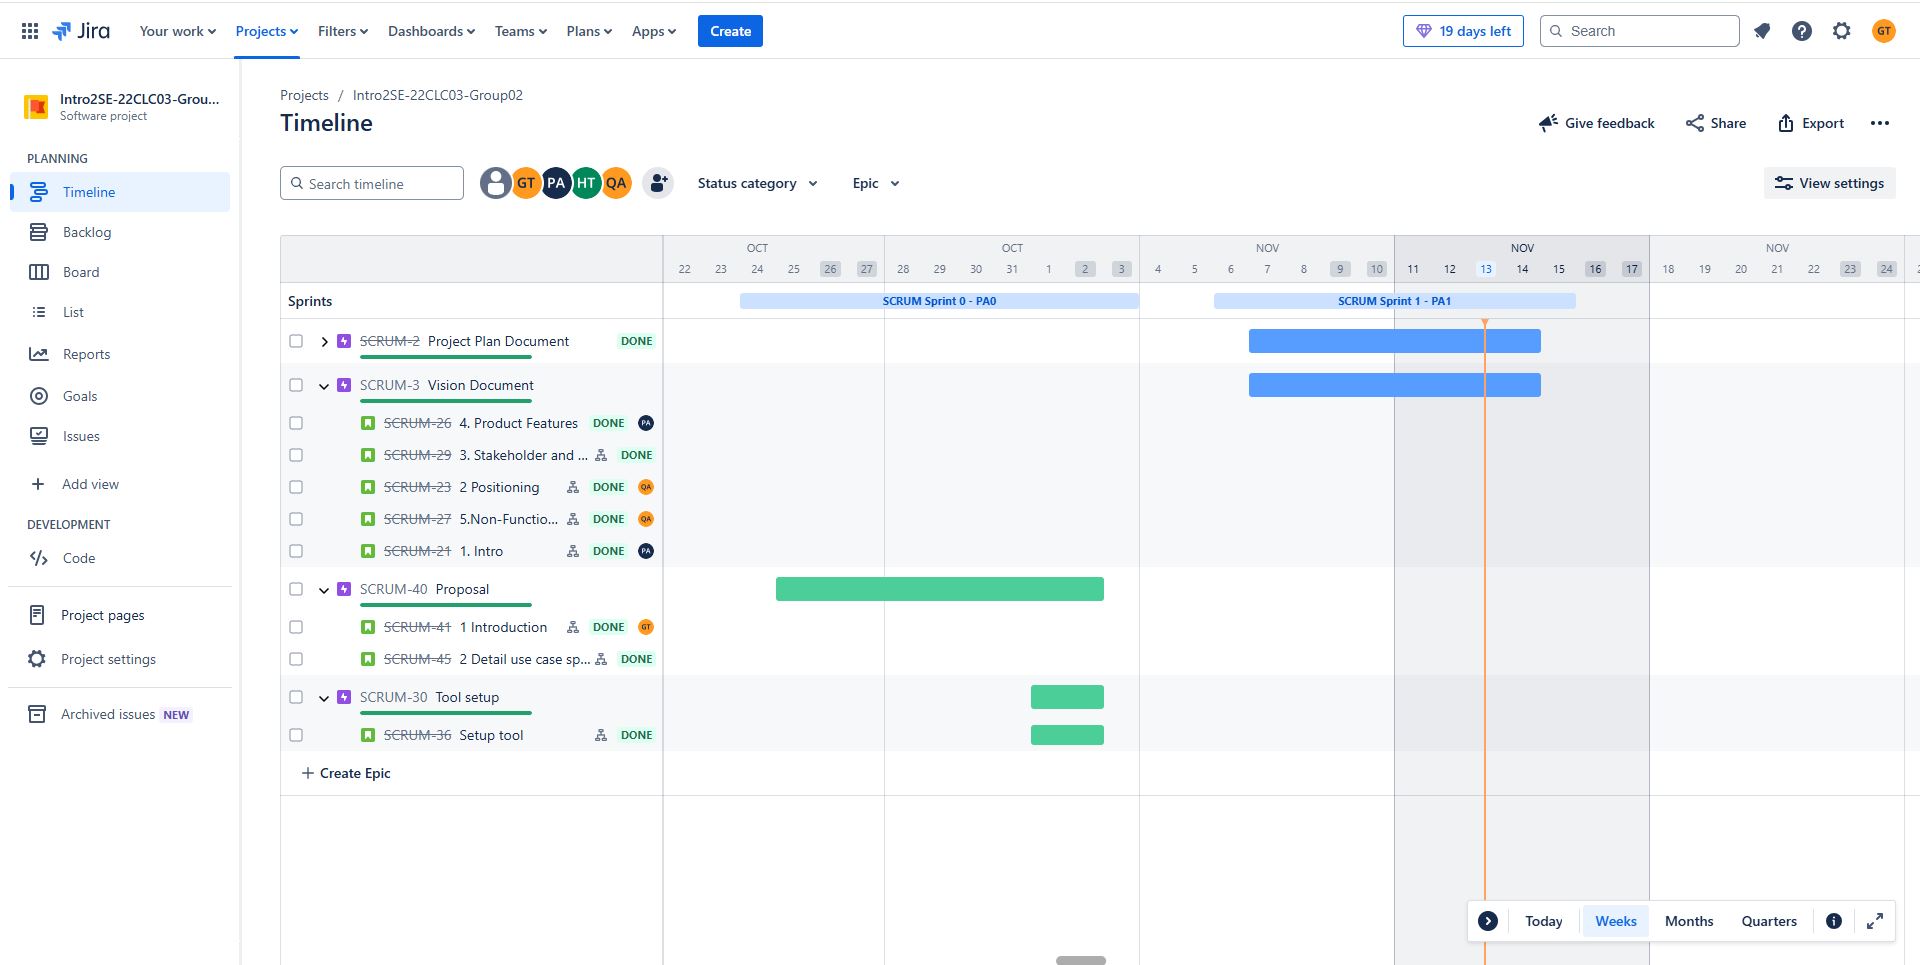 Jira Your work Projects Filters Dashboards Teams Plans Apps Create 19 days left Search GT
Intro2SE-22CLC03-Grou...
Software project
PLANNING
Timeline
Backlog
Board
List
Reports
Goals
Issues
Add view
DEVELOPMENT
Code
Project pages
Project settings
Archived issues NEW
Projects / Intro2SE-22CLC03-Group02
Timeline
Give feedback Share Export
Search timeline GT PA HT QA Status category Epic View settings
OCT OCT NOV NOV NOV
22 23 24 25 26 27 28 29 30 31 1 2 3 4 5 6 7 8 9 10 11 12 13 14 15 16 17 18 19 20 21 22 23 24
Sprints SCRUM Sprint 0 - PA0 SCRUM Sprint 1 - PA1
SCRUM-2 Project Plan Document DONE
SCRUM-3 Vision Document
SCRUM-26 4. Product Features DONE PA
SCRUM-29 3. Stakeholder and ... DONE
SCRUM-23 2 Positioning DONE QA
SCRUM-27 5.Non-Functio... DONE QA
SCRUM-21 1. Intro DONE PA
SCRUM-40 Proposal
SCRUM-41 1 Introduction DONE GT
SCRUM-45 2 Detail use case sp... DONE
SCRUM-30 Tool setup
SCRUM-36 Setup tool DONE
Create Epic
Today Weeks Months Quarters